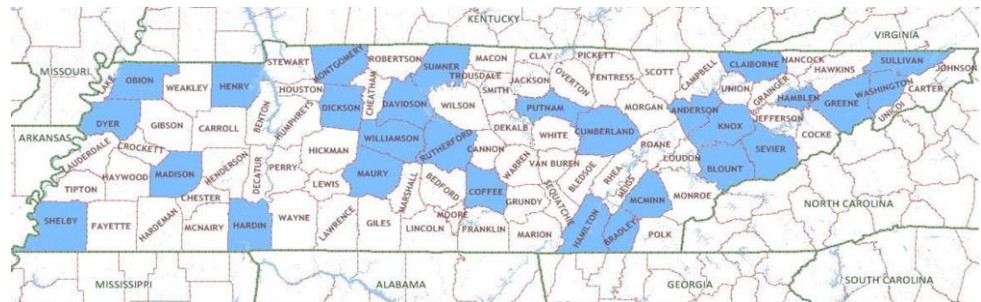 KENTUCKY
VIRGINIA
MISSOURI
ARKANSAS
MISSISSIPPI
ALABAMA
GEORGIA
NORTH CAROLINA
SOUTH CAROLINA
LAKE
OBION
WEAKLEY
HENRY
STEWART
MONTGOMERY
ROBERTSON
SUMNER
MACON
TROUSDALE
CLAY
PICKETT
OVERTON
FENTRESS
SCOTT
CAMPBELL
CLAIBORNE
HANCOCK
HAWKINS
SULLIVAN
JOHNSON
DYER
GIBSON
CARROLL
BENTON
HOUSTON
HUMPHREYS
DICKSON
CHEATHAM
DAVIDSON
WILSON
SMITH
JACKSON
PUTNAM
MORGAN
ANDERSON
UNION
GRAINGER
HAMBLEN
GREENE
WASHINGTON
CARTER
UNICOI
LAUDERDALE
CROCKETT
HAYWOOD
MADISON
HENDERSON
DECATUR
PERRY
HICKMAN
WILLIAMSON
RUTHERFORD
CANNON
DEKALB
WHITE
CUMBERLAND
ROANE
KNOX
JEFFERSON
COCKE
SEVIER
TIPTON
CHESTER
LEWIS
MAURY
MARSHALL
BEDFORD
COFFEE
WARREN
VAN BUREN
BLEDSOE
RHEA
MEIGS
LOUDON
BLOUNT
SHELBY
FAYETTE
HARDEMAN
MCNAIRY
HARDIN
WAYNE
LAWRENCE
GILES
LINCOLN
MOORE
FRANKLIN
GRUNDY
SEQUATCHIE
MARION
HAMILTON
BRADLEY
MCMINN
MONROE
POLK